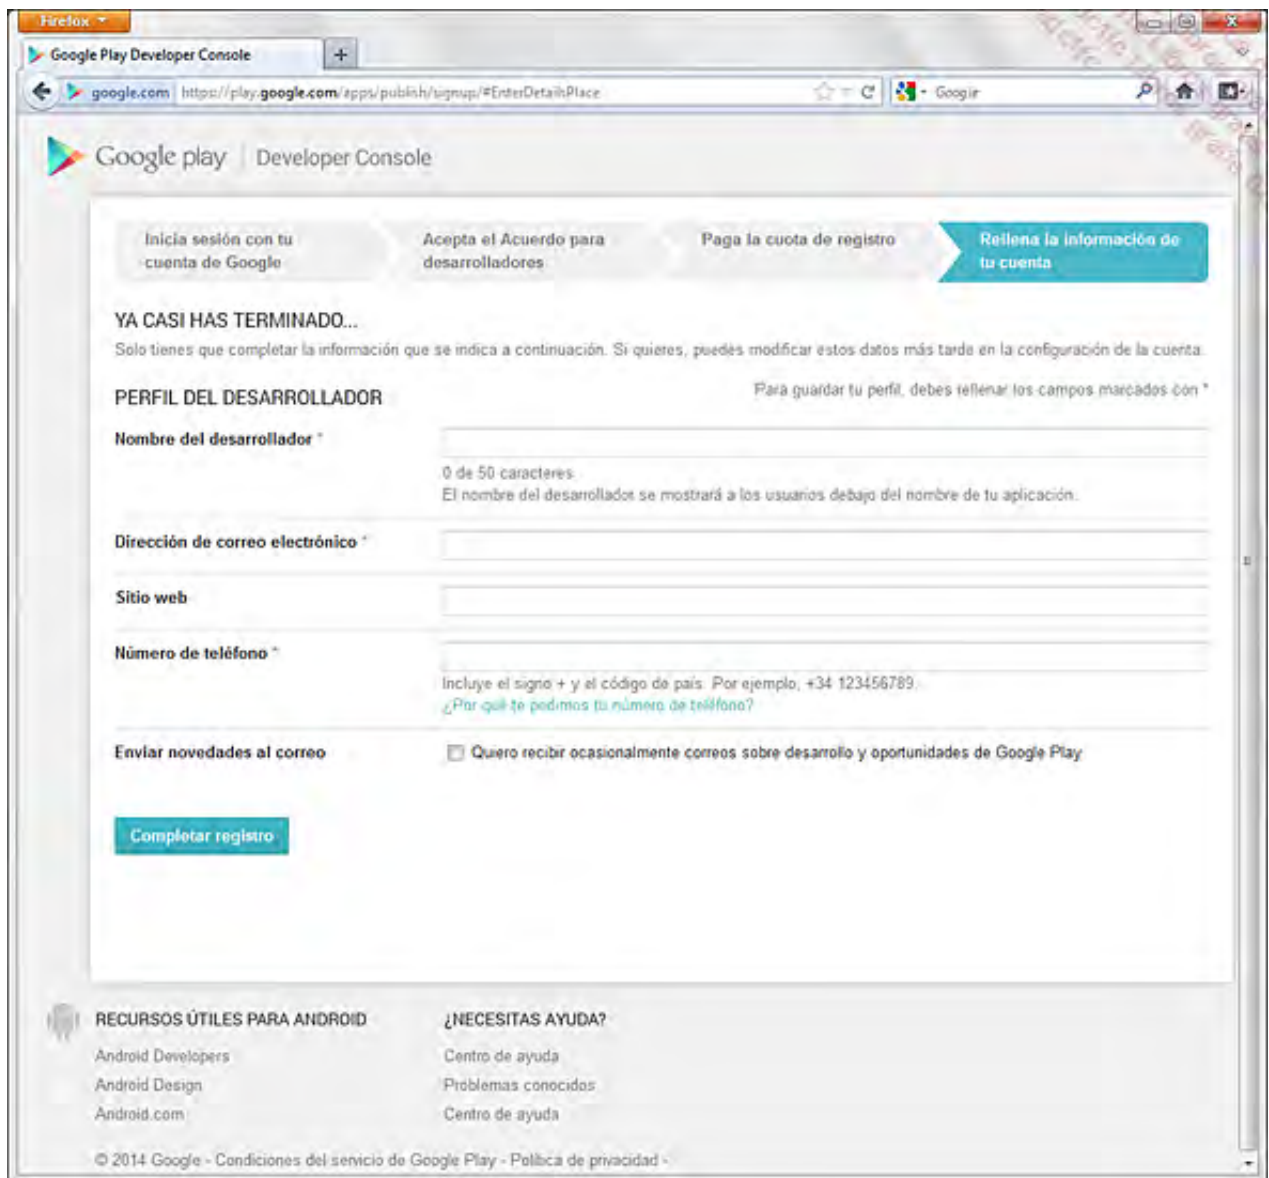 Firefox
Google Play Developer Console
google.com https://play.google.com/apps/publish/signup/#EnterDetailsPlace
Google
Google play Developer Console
Inicia sesión con tu
cuenta de Google
Acepta el Acuerdo para
desarrolladores
Paga la cuota de registro
Rellena la información de
tu cuenta
YA CASI HAS TERMINADO...
Solo tienes que completar la información que se indica a continuación. Si quieres, puedes modificar estos datos más tarde en la configuración de la cuenta.
PERFIL DEL DESARROLLADOR
Para guardar tu perfil, debes rellenar los campos marcados con *
Nombre del desarrollador *
0 de 50 caracteres
El nombre del desarrollador se mostrará a los usuarios debajo del nombre de tu aplicación.
Dirección de correo electrónico *
Sitio web
Número de teléfono *
Incluye el signo + y el código de país. Por ejemplo, +34 123456789.
¿Por qué te pedimos tu número de teléfono?
Enviar novedades al correo
Quiero recibir ocasionalmente correos sobre desarrollo y oportunidades de Google Play
Completar registro
RECURSOS ÚTILES PARA ANDROID
Android Developers
Android Design
Android.com
¿NECESITAS AYUDA?
Centro de ayuda
Problemas conocidos
Centro de ayuda
© 2014 Google - Condiciones del servicio de Google Play - Política de privacidad -